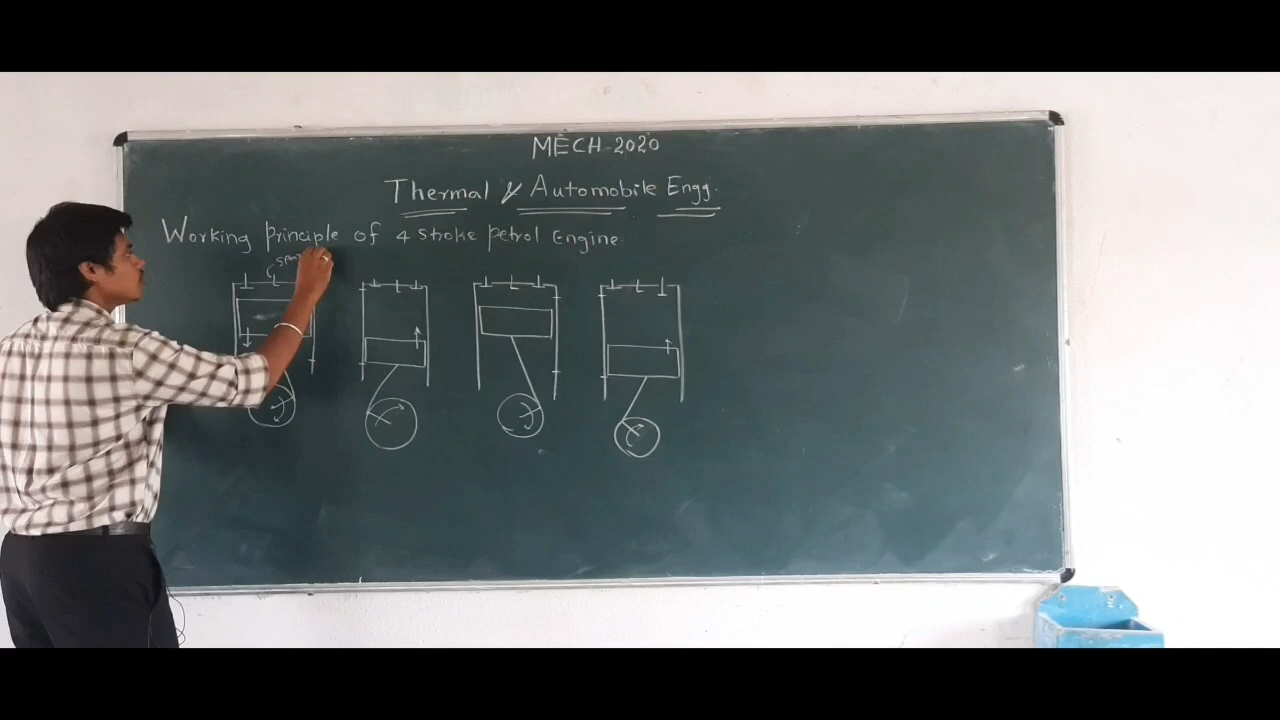 MECH-2020
Thermal & Automobile Engg.
Working Principle of 4 stroke petrol Engine.